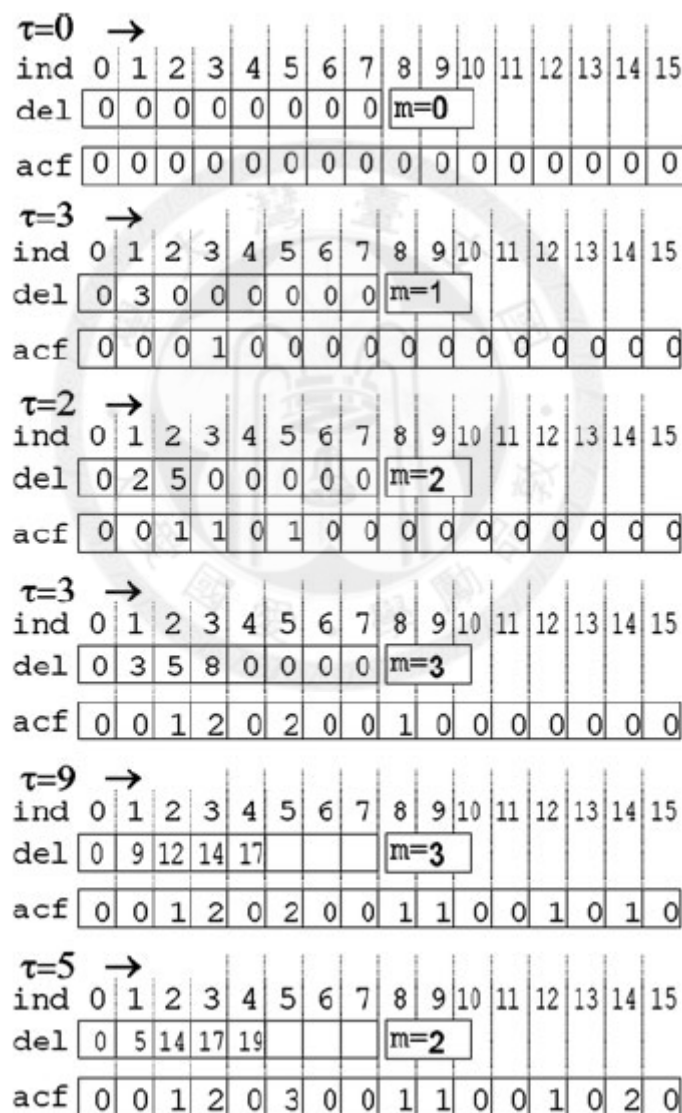 τ=0 →
ind 0 1 2 3 4 5 6 7 8 9 10 11 12 13 14 15
del 0 0 0 0 0 0 0 0 m=0
acf 0 0 0 0 0 0 0 0 0 0 0 0 0 0 0 0
τ=3 →
ind 0 1 2 3 4 5 6 7 8 9 10 11 12 13 14 15
del 0 3 0 0 0 0 0 0 m=1
acf 0 0 0 1 0 0 0 0 0 0 0 0 0 0 0 0
τ=2 →
ind 0 1 2 3 4 5 6 7 8 9 10 11 12 13 14 15
del 0 2 5 0 0 0 0 0 m=2
acf 0 0 1 1 0 1 0 0 0 0 0 0 0 0 0 0
τ=3 →
ind 0 1 2 3 4 5 6 7 8 9 10 11 12 13 14 15
del 0 3 5 8 0 0 0 0 m=3
acf 0 0 1 2 0 2 0 0 1 0 0 0 0 0 0 0
τ=9 →
ind 0 1 2 3 4 5 6 7 8 9 10 11 12 13 14 15
del 0 9 12 14 17 m=3
acf 0 0 1 2 0 2 0 0 1 1 0 0 1 0 1 0
τ=5 →
ind 0 1 2 3 4 5 6 7 8 9 10 11 12 13 14 15
del 0 5 14 17 19 m=2
acf 0 0 1 2 0 3 0 0 1 1 0 0 1 0 2 0